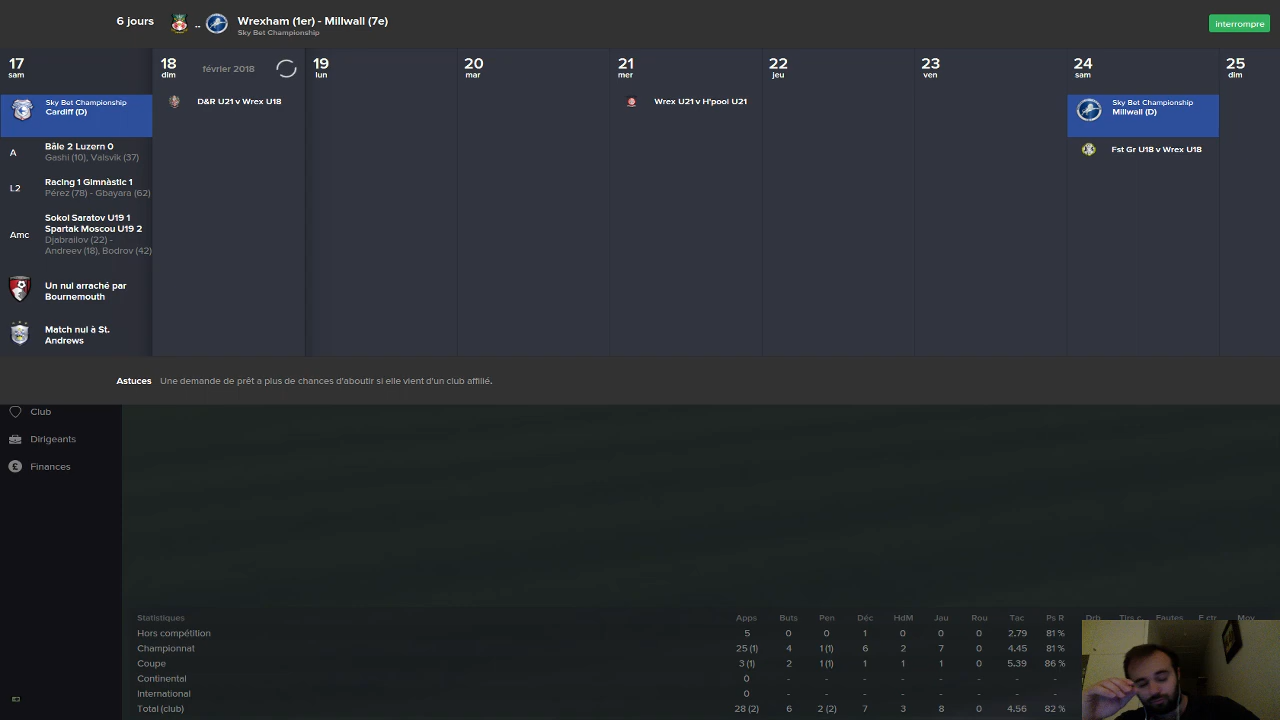 6 jours
..
Wrexham (1er) - Millwall (7e)
Sky Bet Championship
interrompre
17
sam
18
dim
février 2018
19
lun
20
mar
21
mer
22
jeu
23
ven
24
sam
25
dim
Sky Bet Championship
Cardiff (D)
D&R U21 v Wrex U18
Wrex U21 v H'pool U21
Sky Bet Championship
Millwall (D)
Fst Gr U18 v Wrex U18
A
Bâle 2 Luzern 0
Gashi (10), Valsvik (37)
L2
Racing 1 Gimnàstic 1
Pérez (78) - Gbayara (62)
Amc
Sokol Saratov U19 1
Spartak Moscou U19 2
Djabrailov (22) -
Andreev (18), Bodrov (42)
Un nul arraché par
Bournemouth
Match nul à St.
Andrews
Astuces
Une demande de prêt a plus de chances d'aboutir si elle vient d'un club affilié.
Club
Dirigeants
Finances
Statistiques Apps Buts Pen Déc HdM Jau Rou Tac Ps R Drb Tirs c. Fautes F ctr Moy
Hors compétition 5 0 0 1 0 0 0 2.79 81 %
Championnat 25 (1) 4 1 (1) 6 2 7 0 4.45 81 %
Coupe 3 (1) 2 1 (1) 1 1 1 0 5.39 86 %
Continental 0 - - - - - - - -
International 0 - - - - - - - -
Total (club) 28 (2) 6 2 (2) 7 3 8 0 4.56 82 %